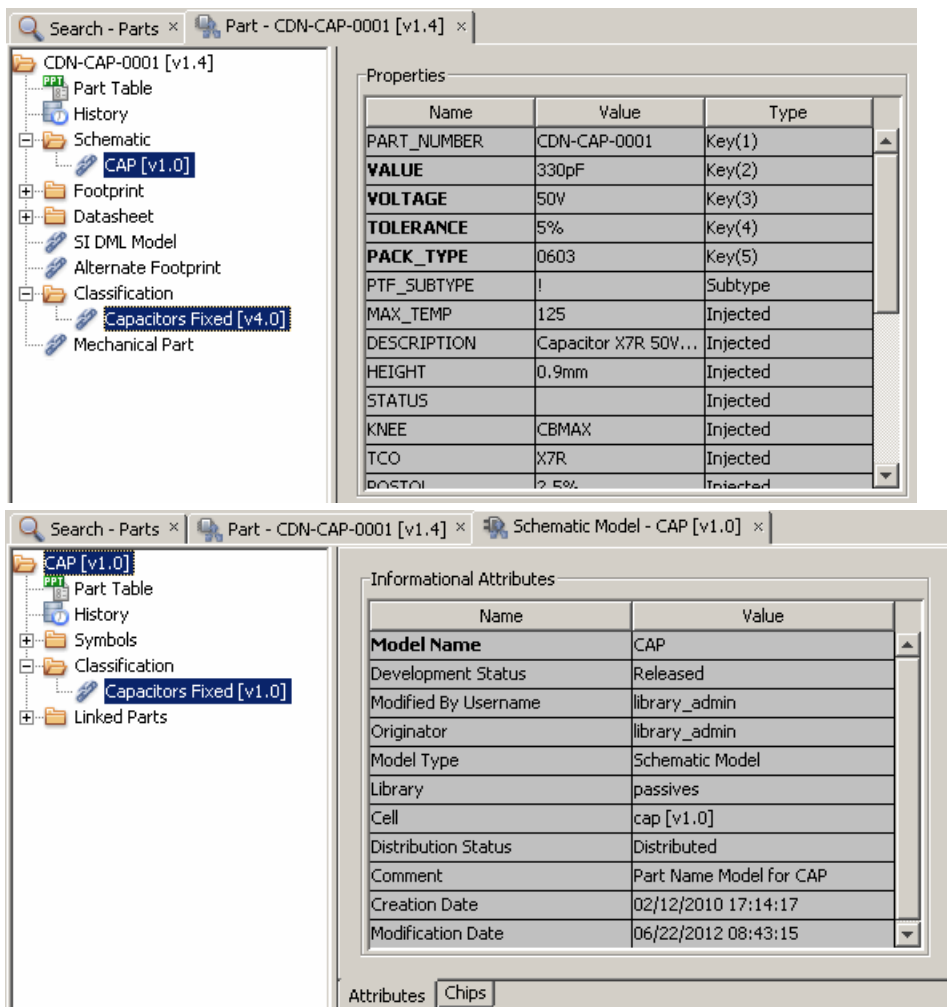 Search - Parts × Part - CDN-CAP-0001 [v1.4] ×
CDN-CAP-0001 [v1.4]
PPT Part Table
History
Schematic
CAP [v1.0]
Footprint
Datasheet
SI DML Model
Alternate Footprint
Classification
Capacitors Fixed [v4.0]
Mechanical Part
Properties
Name Value Type
PART_NUMBER CDN-CAP-0001 Key(1)
VALUE 330pF Key(2)
VOLTAGE 50V Key(3)
TOLERANCE 5% Key(4)
PACK_TYPE 0603 Key(5)
PTF_SUBTYPE ! Subtype
MAX_TEMP 125 Injected
DESCRIPTION Capacitor X7R 50V... Injected
HEIGHT 0.9mm Injected
STATUS Injected
KNEE CBMAX Injected
TCO X7R Injected
POSTOL 2.5% Injected
Search - Parts × Part - CDN-CAP-0001 [v1.4] × Schematic Model - CAP [v1.0] ×
CAP [v1.0]
PPT Part Table
History
Symbols
Classification
Capacitors Fixed [v1.0]
Linked Parts
Informational Attributes
Name Value
Model Name CAP
Development Status Released
Modified By Username library_admin
Originator library_admin
Model Type Schematic Model
Library passives
Cell cap [v1.0]
Distribution Status Distributed
Comment Part Name Model for CAP
Creation Date 02/12/2010 17:14:17
Modification Date 06/22/2012 08:43:15
Attributes Chips